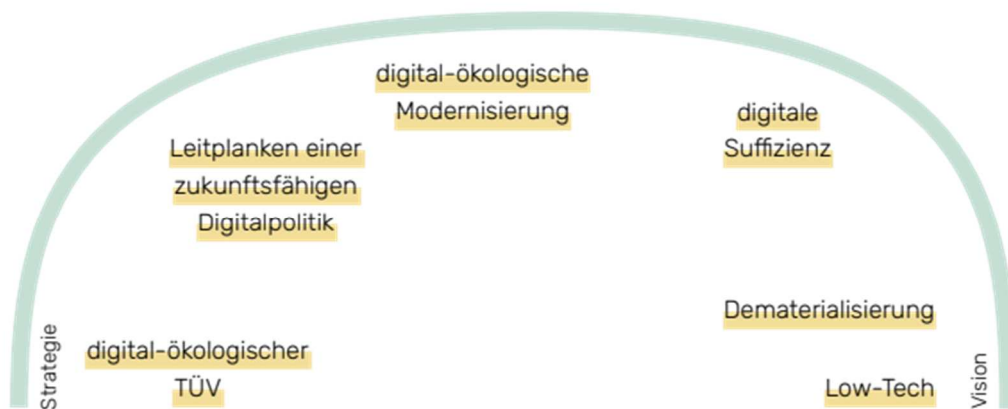 digital-ökologische
Modernisierung
digitale
Suffizienz
Leitplanken einer
zukunftsfähigen
Digitalpolitik
Dematerialisierung
Strategie
digital-ökologischer
TÜV
Low-Tech
Vision